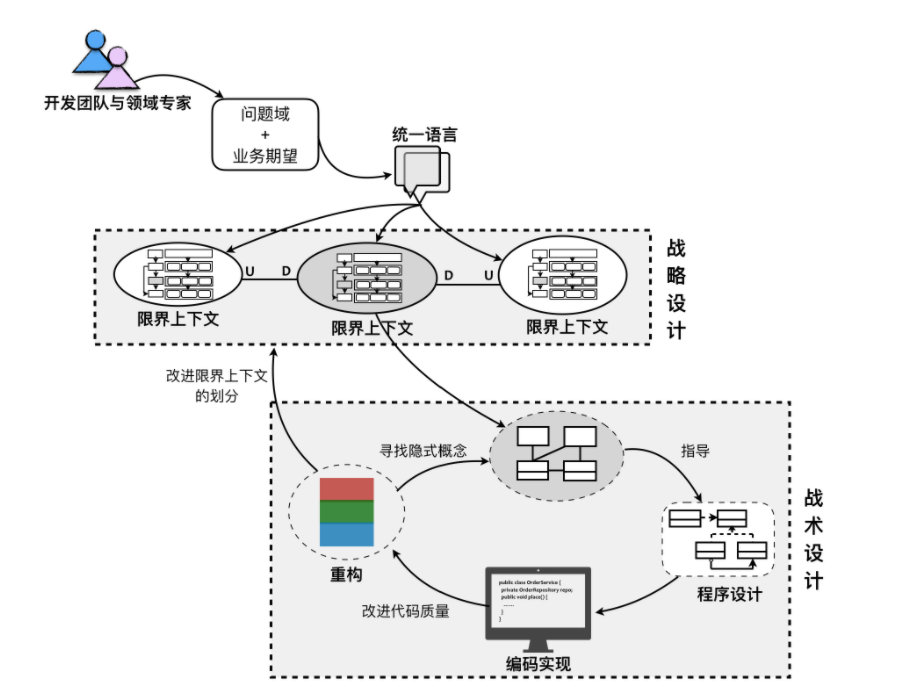 开发团队与领域专家
问题域
+
业务期望
统一语言
战略设计
U
D
D
U
限界上下文
限界上下文
限界上下文
改进限界上下文
的划分
寻找隐式概念
指导
战术设计
重构
程序设计
public class OrderService {
private OrderRepository repo;
public void place() {
......
}
}
改进代码质量
编码实现